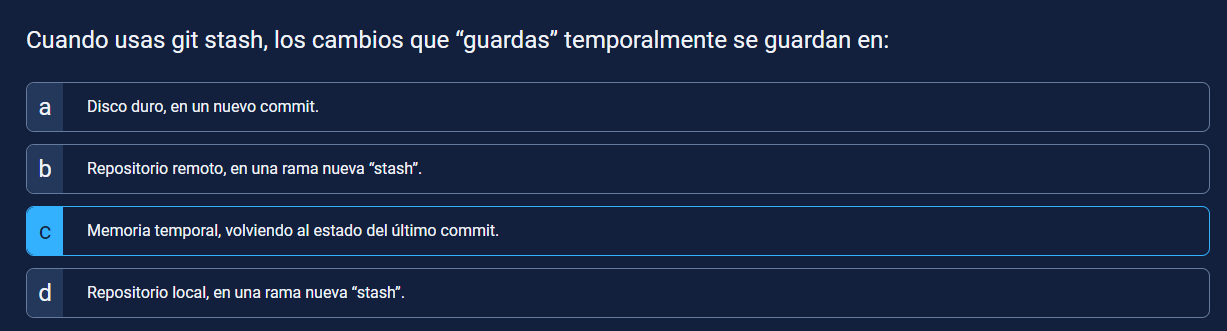 Cuando usas git stash, los cambios que “guardas” temporalmente se guardan en:
a Disco duro, en un nuevo commit.
b Repositorio remoto, en una rama nueva “stash”.
c Memoria temporal, volviendo al estado del último commit.
d Repositorio local, en una rama nueva “stash”.